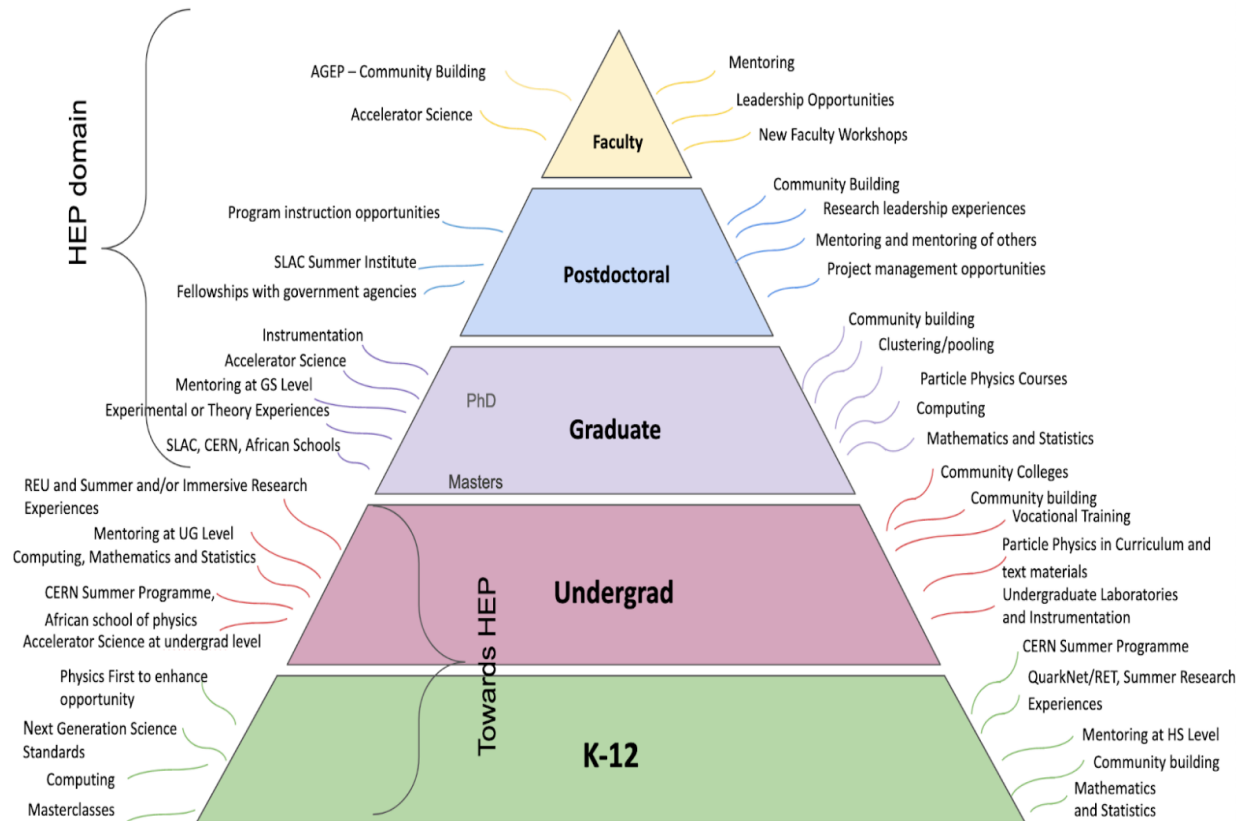 HEP domain
AGEP – Community Building
Accelerator Science
Faculty
Mentoring
Leadership Opportunities
New Faculty Workshops
Program instruction opportunities
SLAC Summer Institute
Fellowships with government agencies
Postdoctoral
Community Building
Research leadership experiences
Mentoring and mentoring of others
Project management opportunities
Instrumentation
Accelerator Science
Mentoring at GS Level
Experimental or Theory Experiences
SLAC, CERN, African Schools
PhD
Graduate
Masters
Community building
Clustering/pooling
Particle Physics Courses
Computing
Mathematics and Statistics
REU and Summer and/or Immersive Research
Experiences
Mentoring at UG Level
Computing, Mathematics and Statistics
CERN Summer Programme,
African school of physics
Accelerator Science at undergrad level
Undergrad
Community Colleges
Community building
Vocational Training
Particle Physics in Curriculum and
text materials
Undergraduate Laboratories
and Instrumentation
Towards HEP
Physics First to enhance
opportunity
Next Generation Science
Standards
Computing
Masterclasses
K-12
CERN Summer Programme
QuarkNet/RET, Summer Research
Experiences
Mentoring at HS Level
Community building
Mathematics
and Statistics